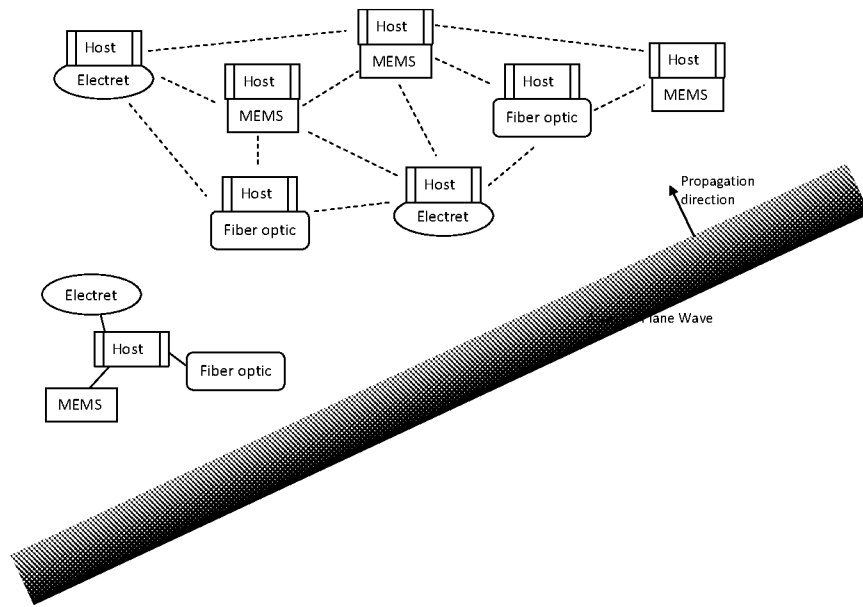 Host
Electret
Host
MEMS
Host
MEMS
Host
Fiber optic
Host
MEMS
Host
Fiber optic
Host
Electret
Propagation
direction
Electret
Host
Fiber optic
MEMS
Plane Wave